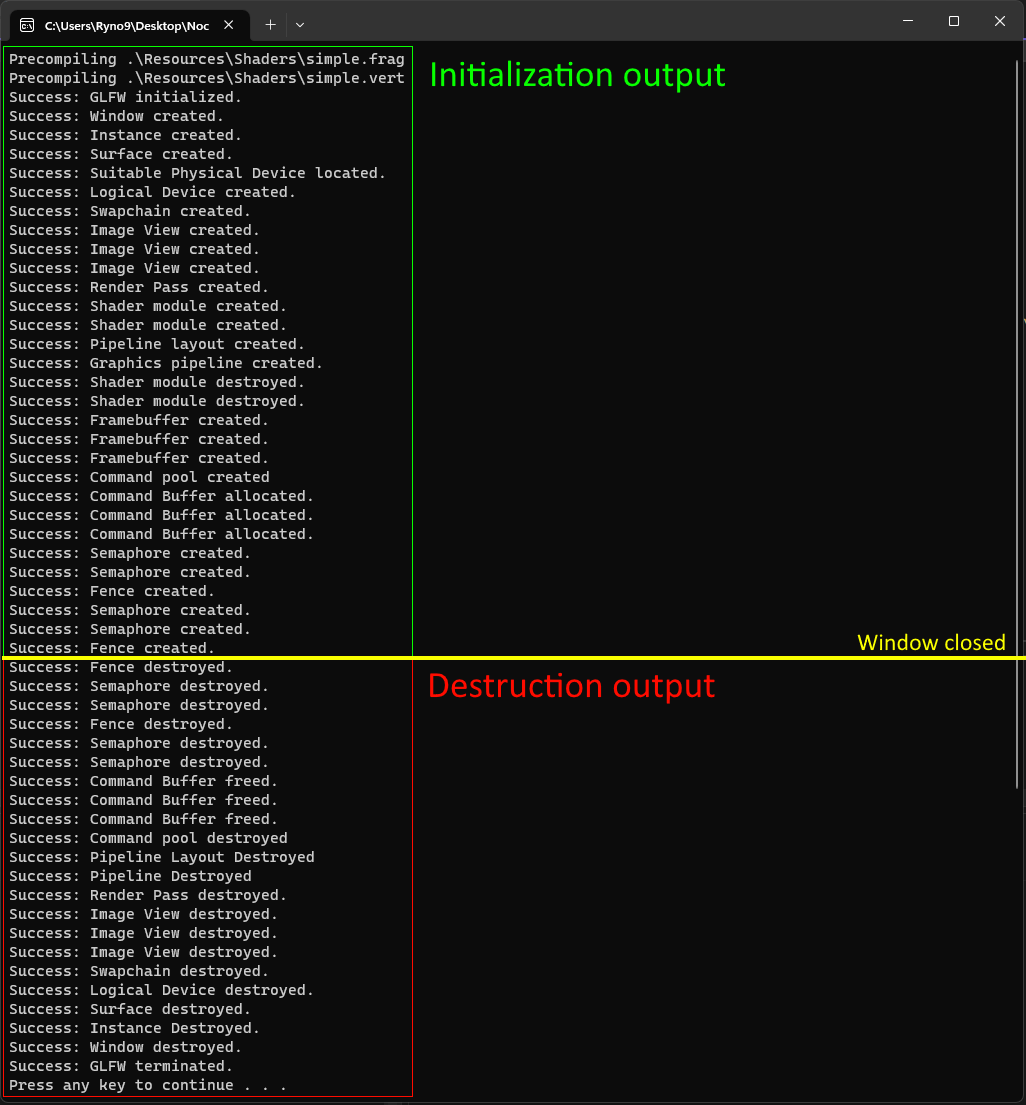 C:\Users\Ryno9\Desktop\Noc
Precompiling .\Resources\Shaders\simple.frag
Initialization output
Precompiling .\Resources\Shaders\simple.vert
Success: GLFW initialized.
Success: Window created.
Success: Instance created.
Success: Surface created.
Success: Suitable Physical Device located.
Success: Logical Device created.
Success: Swapchain created.
Success: Image View created.
Success: Image View created.
Success: Image View created.
Success: Render Pass created.
Success: Shader module created.
Success: Shader module created.
Success: Pipeline layout created.
Success: Graphics pipeline created.
Success: Shader module destroyed.
Success: Shader module destroyed.
Success: Framebuffer created.
Success: Framebuffer created.
Success: Framebuffer created.
Success: Command pool created
Success: Command Buffer allocated.
Success: Command Buffer allocated.
Success: Command Buffer allocated.
Success: Semaphore created.
Success: Semaphore created.
Success: Fence created.
Success: Semaphore created.
Success: Semaphore created.
Success: Fence created.
Window closed
Success: Fence destroyed.
Success: Semaphore destroyed.
Destruction output
Success: Semaphore destroyed.
Success: Fence destroyed.
Success: Semaphore destroyed.
Success: Semaphore destroyed.
Success: Command Buffer freed.
Success: Command Buffer freed.
Success: Command Buffer freed.
Success: Command pool destroyed
Success: Pipeline Layout Destroyed
Success: Pipeline Destroyed
Success: Render Pass destroyed.
Success: Image View destroyed.
Success: Image View destroyed.
Success: Image View destroyed.
Success: Swapchain destroyed.
Success: Logical Device destroyed.
Success: Surface destroyed.
Success: Instance Destroyed.
Success: Window destroyed.
Success: GLFW terminated.
Press any key to continue . . .